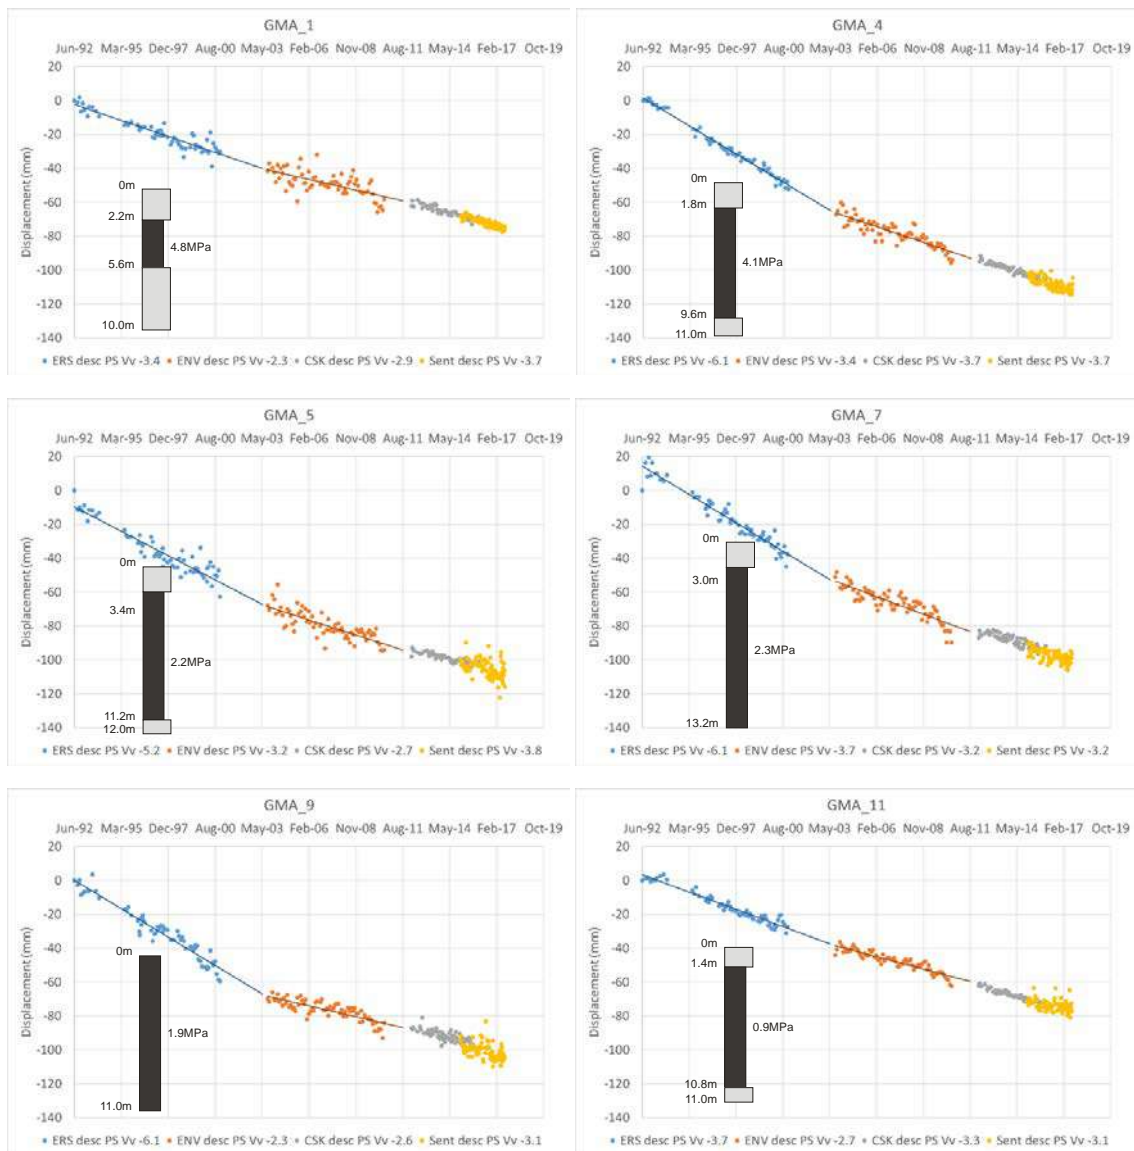 GMA_1
Jun-92 Mar-95 Dec-97 Aug-00 May-03 Feb-06 Nov-08 Aug-11 May-14 Feb-17 Oct-19
20
0
-20
-40
-60
-80
-100
-120
-140
Displacement (mm)
0m
2.2m
4.8MPa
5.6m
10.0m
ERS desc PS Vv -3.4 ENV desc PS Vv -2.3 CSK desc PS Vv -2.9 Sent desc PS Vv -3.7
GMA_4
Jun-92 Mar-95 Dec-97 Aug-00 May-03 Feb-06 Nov-08 Aug-11 May-14 Feb-17 Oct-19
20
0
-20
-40
-60
-80
-100
-120
-140
Displacement (mm)
0m
1.8m
4.1MPa
9.6m
11.0m
ERS desc PS Vv -6.1 ENV desc PS Vv -3.4 CSK desc PS Vv -3.7 Sent desc PS Vv -3.7
GMA_5
Jun-92 Mar-95 Dec-97 Aug-00 May-03 Feb-06 Nov-08 Aug-11 May-14 Feb-17 Oct-19
20
0
-20
-40
-60
-80
-100
-120
-140
Displacement (mm)
0m
3.4m
2.2MPa
11.2m
12.0m
ERS desc PS Vv -5.2 ENV desc PS Vv -3.2 CSK desc PS Vv -2.7 Sent desc PS Vv -3.8
GMA_7
Jun-92 Mar-95 Dec-97 Aug-00 May-03 Feb-06 Nov-08 Aug-11 May-14 Feb-17 Oct-19
20
0
-20
-40
-60
-80
-100
-120
-140
Displacement (mm)
0m
3.0m
2.3MPa
13.2m
ERS desc PS Vv -6.1 ENV desc PS Vv -3.7 CSK desc PS Vv -3.2 Sent desc PS Vv -3.2
GMA_9
Jun-92 Mar-95 Dec-97 Aug-00 May-03 Feb-06 Nov-08 Aug-11 May-14 Feb-17 Oct-19
20
0
-20
-40
-60
-80
-100
-120
-140
Displacement (mm)
0m
1.9MPa
11.0m
ERS desc PS Vv -6.1 ENV desc PS Vv -2.3 CSK desc PS Vv -2.6 Sent desc PS Vv -3.1
GMA_11
Jun-92 Mar-95 Dec-97 Aug-00 May-03 Feb-06 Nov-08 Aug-11 May-14 Feb-17 Oct-19
20
0
-20
-40
-60
-80
-100
-120
-140
Displacement (mm)
0m
1.4m
0.9MPa
10.8m
11.0m
ERS desc PS Vv -3.7 ENV desc PS Vv -2.7 CSK desc PS Vv -3.3 Sent desc PS Vv -3.1